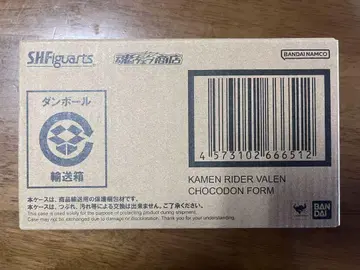 S.H.Figuarts
魂ウェブ商店
BANDAI NAMCO
ダンボール
輸送箱
4 573102 666512
KAMEN RIDER VALEN
CHOCODON FORM
本ケースは、商品輸送用の保護梱包材です。
本ケースは、つぶれ、汚れ等による交換は出来ません。ご了承ください。
This case is used solely for the purpose of protecting product during shipment.
Case may not be exchanged due to damage or discoloration. Thank you for your understanding.
BAN
DAI